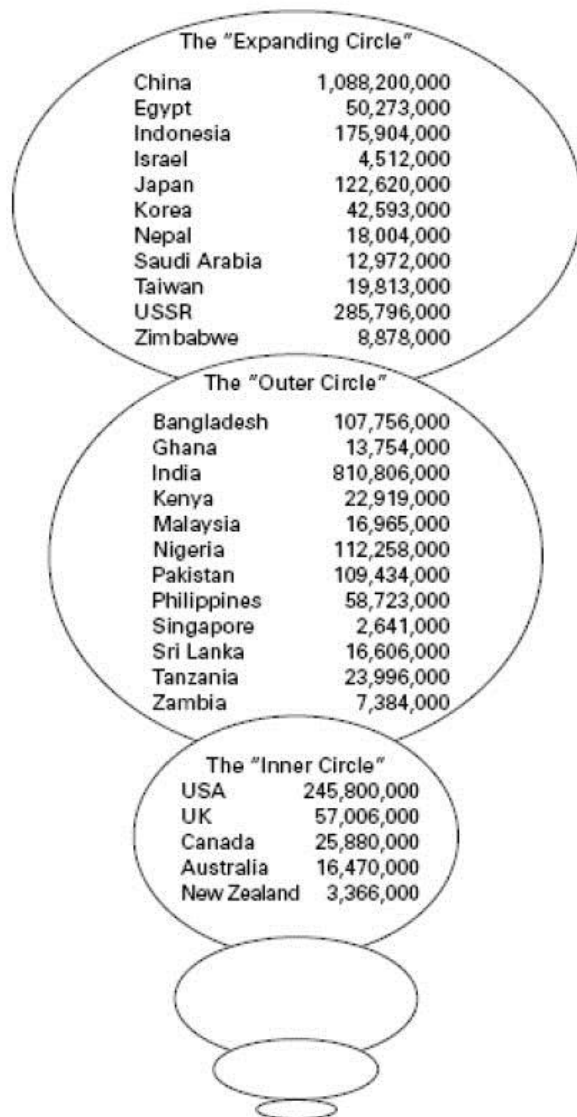 The "Expanding Circle"
China 1,088,200,000
Egypt 50,273,000
Indonesia 175,904,000
Israel 4,512,000
Japan 122,620,000
Korea 42,593,000
Nepal 18,004,000
Saudi Arabia 12,972,000
Taiwan 19,813,000
USSR 285,796,000
Zimbabwe 8,878,000
The "Outer Circle"
Bangladesh 107,756,000
Ghana 13,754,000
India 810,806,000
Kenya 22,919,000
Malaysia 16,965,000
Nigeria 112,258,000
Pakistan 109,434,000
Philippines 58,723,000
Singapore 2,641,000
Sri Lanka 16,606,000
Tanzania 23,996,000
Zambia 7,384,000
The "Inner Circle"
USA 245,800,000
UK 57,006,000
Canada 25,880,000
Australia 16,470,000
New Zealand 3,366,000